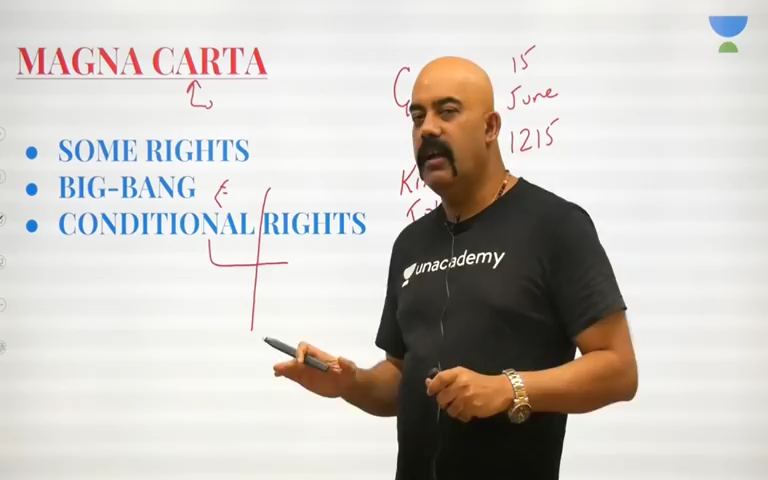 MAGNA CARTA
SOME RIGHTS
BIG-BANG
CONDITIONAL RIGHTS
15
June
1215
unacademy